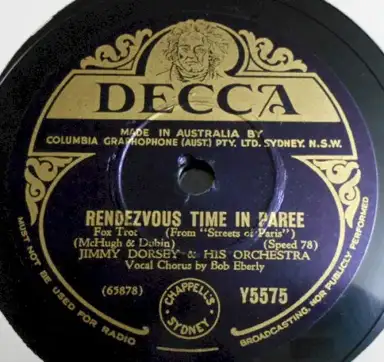 DECCA
MADE IN AUSTRALIA BY
COLUMBIA GRAPHOPHONE (AUST.) PTY. LTD. SYDNEY. N.S.W.
RENDEZVOUS TIME IN PAREE
Fox Trot (From "Streets of Paris")
(McHugh & Dubin) (Speed 78)
JIMMY DORSEY & HIS ORCHESTRA
Vocal Chorus by Bob Eberly
(65878)
CHAPPELL'S
SYDNEY
Y5575
MUST NOT BE USED FOR RADIO
BROADCASTING, NOR PUBLICLY PERFORMED